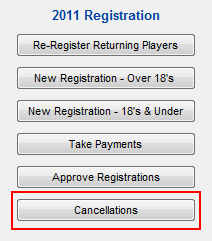 2011 Registration
Re-Register Returning Players
New Registration - Over 18's
New Registration - 18's & Under
Take Payments
Approve Registrations
Cancellations